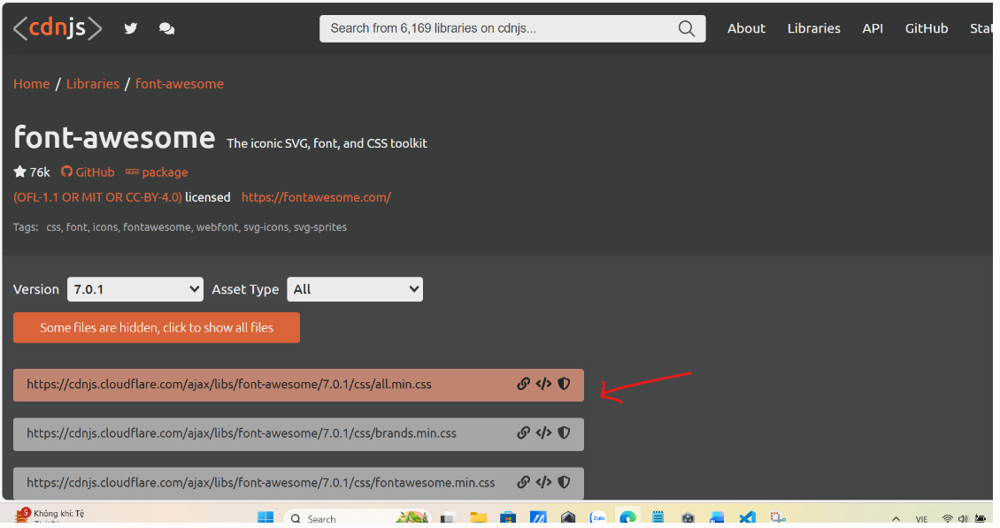 <cdnjs> Search from 6,169 libraries on cdnjs... About Libraries API GitHub
Home / Libraries / font-awesome
font-awesome The iconic SVG, font, and CSS toolkit
76k GitHub package
(OFL-1.1 OR MIT OR CC-BY-4.0) licensed https://fontawesome.com/
Tags: css, font, icons, fontawesome, webfont, svg-icons, svg-sprites
Version 7.0.1 Asset Type All
Some files are hidden, click to show all files
https://cdnjs.cloudflare.com/ajax/libs/font-awesome/7.0.1/css/all.min.css
https://cdnjs.cloudflare.com/ajax/libs/font-awesome/7.0.1/css/brands.min.css
https://cdnjs.cloudflare.com/ajax/libs/font-awesome/7.0.1/css/fontawesome.min.css
5 Không khí: Tệ
Search Zalo VIE